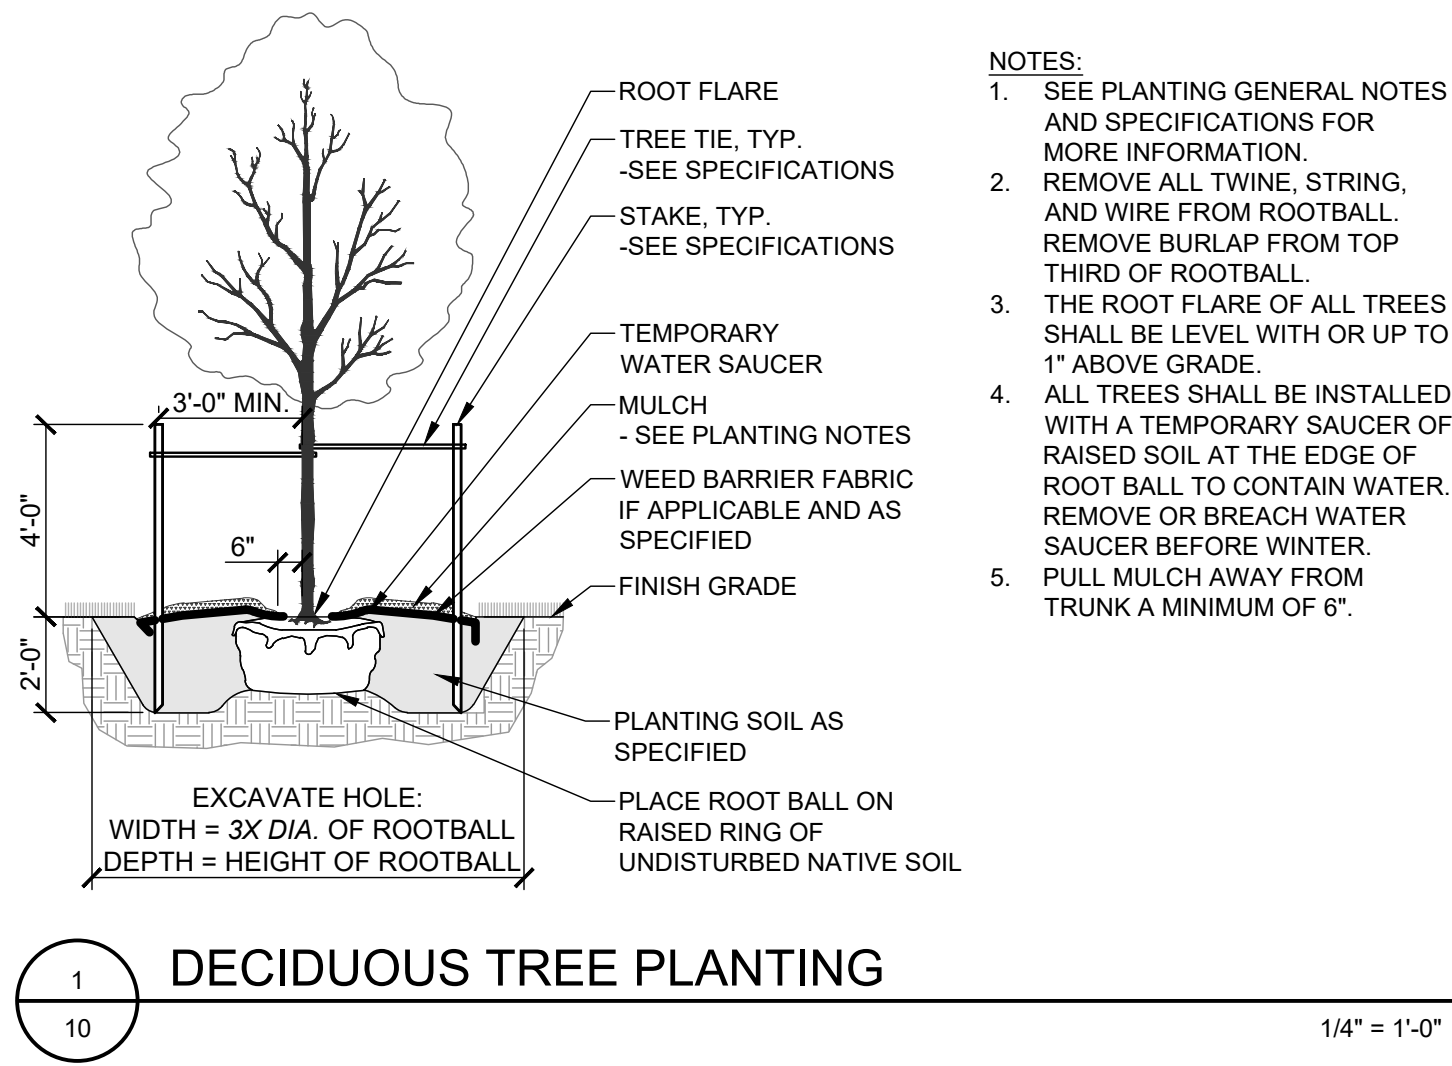 ROOT FLARE
TREE TIE, TYP.
-SEE SPECIFICATIONS
STAKE, TYP.
-SEE SPECIFICATIONS
TEMPORARY
WATER SAUCER
MULCH
- SEE PLANTING NOTES
WEED BARRIER FABRIC
IF APPLICABLE AND AS
SPECIFIED
FINISH GRADE
PLANTING SOIL AS
SPECIFIED
PLACE ROOT BALL ON
RAISED RING OF
UNDISTURBED NATIVE SOIL
3'-0" MIN.
4'-0"
6"
2'-0"
EXCAVATE HOLE:
WIDTH = 3X DIA. OF ROOTBALL
DEPTH = HEIGHT OF ROOTBALL
NOTES:
1. SEE PLANTING GENERAL NOTES
AND SPECIFICATIONS FOR
MORE INFORMATION.
2. REMOVE ALL TWINE, STRING,
AND WIRE FROM ROOTBALL.
REMOVE BURLAP FROM TOP
THIRD OF ROOTBALL.
3. THE ROOT FLARE OF ALL TREES
SHALL BE LEVEL WITH OR UP TO
1" ABOVE GRADE.
4. ALL TREES SHALL BE INSTALLED
WITH A TEMPORARY SAUCER OF
RAISED SOIL AT THE EDGE OF
ROOT BALL TO CONTAIN WATER.
REMOVE OR BREACH WATER
SAUCER BEFORE WINTER.
5. PULL MULCH AWAY FROM
TRUNK A MINIMUM OF 6".
1
10
DECIDUOUS TREE PLANTING
1/4" = 1'-0"